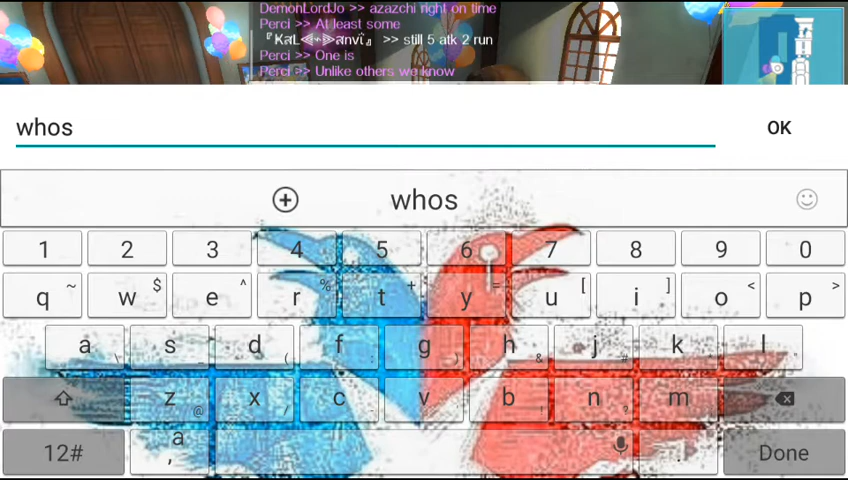 DemonLordJo >> azazchi right on time
Perci >> At least some
>> still 5 atk 2 run
Perci >> One is
Perci >> Unlike others we know
whos
OK
whos
1 2 3 4 5 6 7 8 9 0
q ~ w $ e ^ r % t + y = u [ i ] o < p >
a \ s _ d ( f : g ) h & j # k l "
z @ x / c v b ! n ? m
12# a , . Done